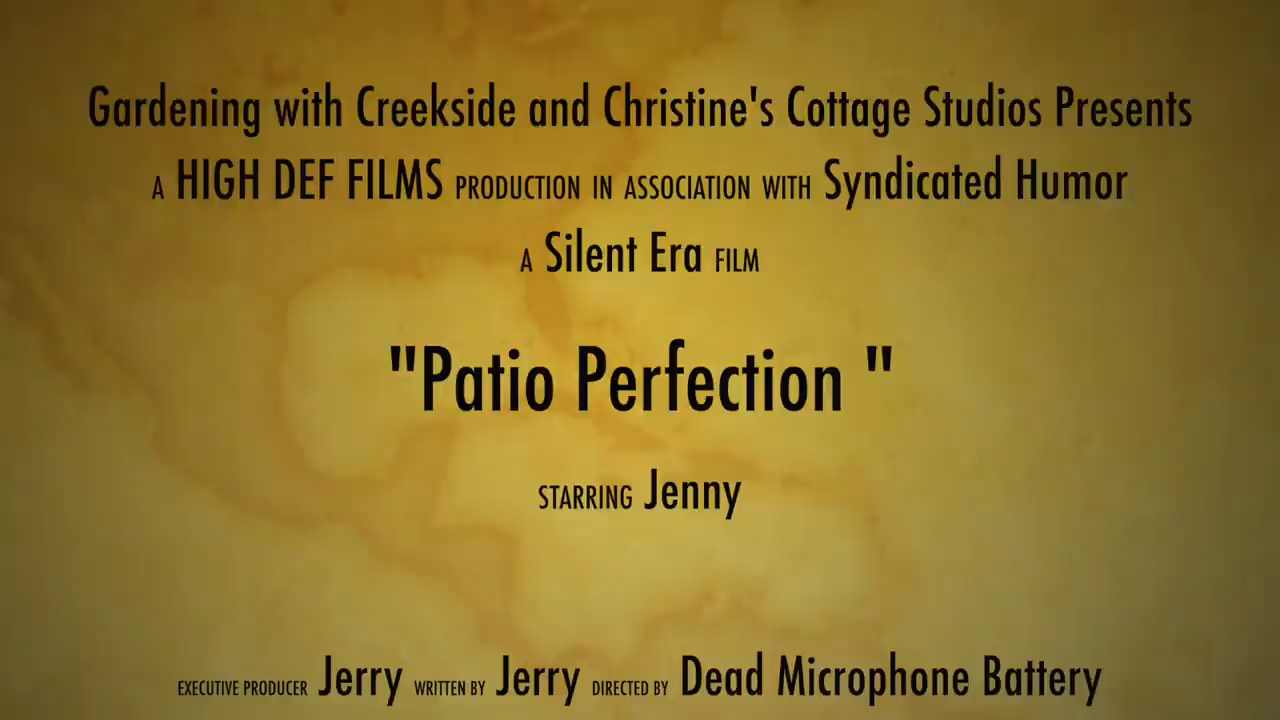 Gardening with Creekside and Christine's Cottage Studios Presents
A HIGH DEF FILMS PRODUCTION IN ASSOCIATION WITH Syndicated Humor
A Silent Era FILM
"Patio Perfection "
STARRING Jenny
EXECUTIVE PRODUCER Jerry WRITTEN BY Jerry DIRECTED BY Dead Microphone Battery